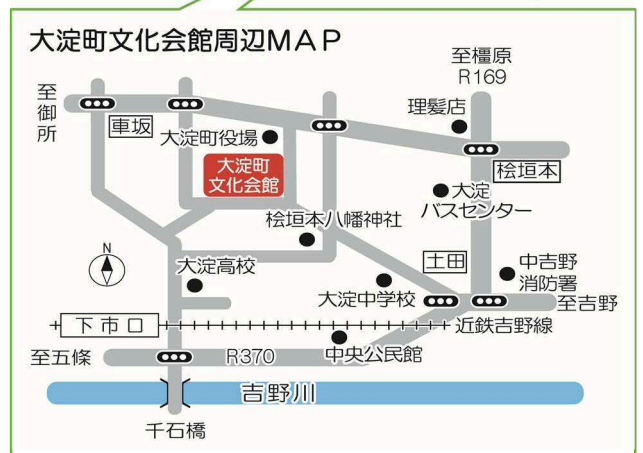 大淀町文化会館周辺MAP
至橿原
R169
至御所
車坂
理髪店
大淀町役場
大淀町
文化会館
桧垣本
大淀
バスセンター
桧垣本八幡神社
N
土田
中吉野
消防署
大淀高校
大淀中学校
至吉野
下市口
近鉄吉野線
至五條
R370
中央公民館
吉野川
千石橋